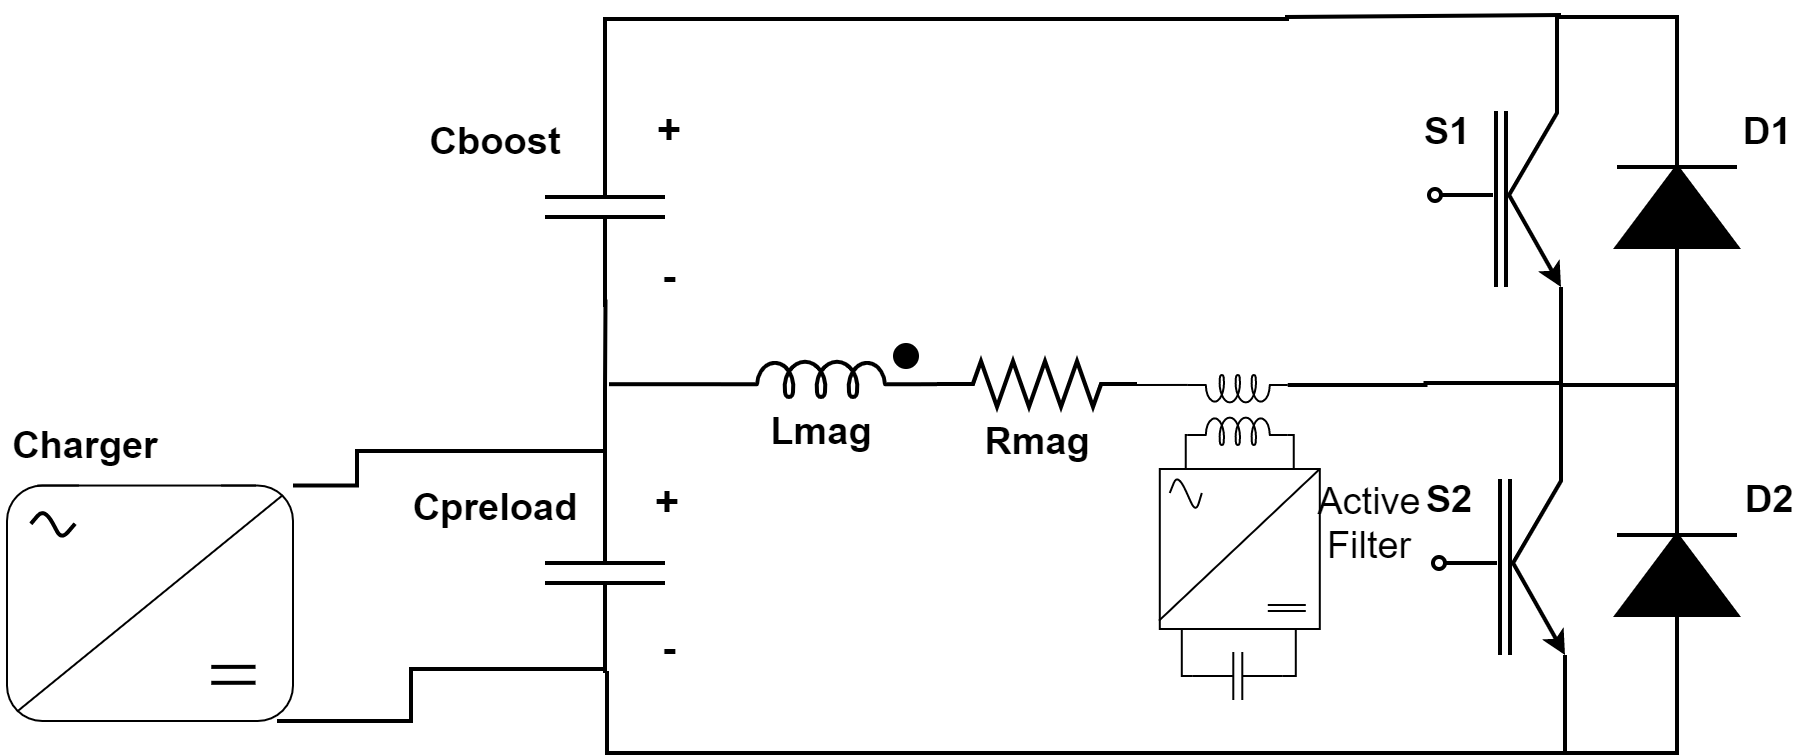 Cboost
+
-
S1
D1
Lmag
Rmag
Charger
Cpreload
+
-
Active
Filter
S2
D2